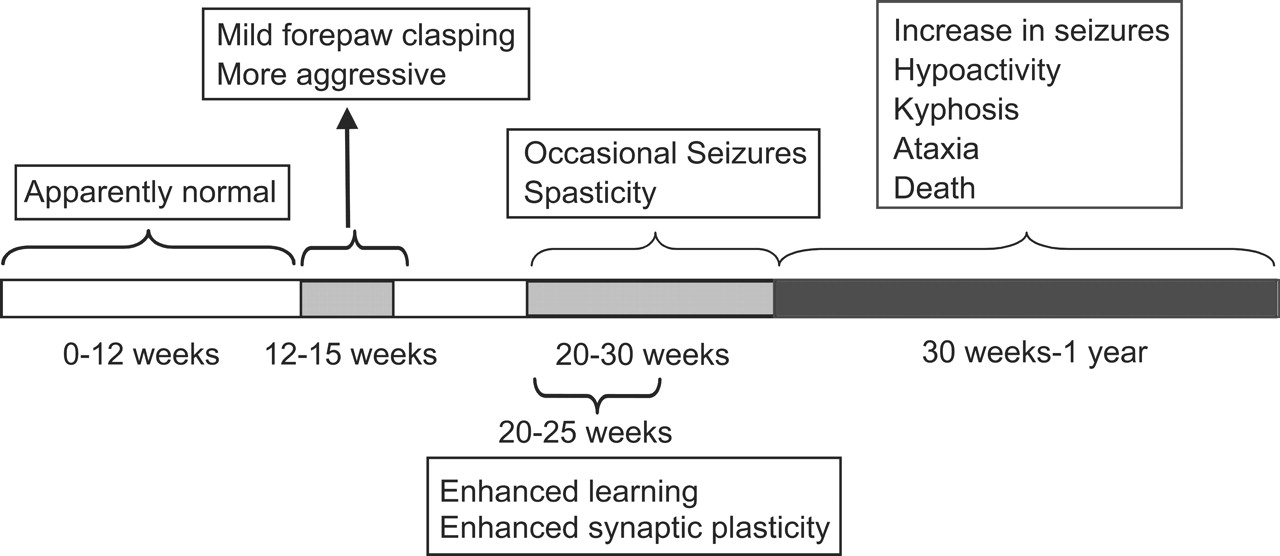 Mild forepaw clasping
More aggressive
Increase in seizures
Hypoactivity
Kyphosis
Ataxia
Death
Occasional Seizures
Spasticity
Apparently normal
0-12 weeks
12-15 weeks
20-30 weeks
30 weeks-1 year
20-25 weeks
Enhanced learning
Enhanced synaptic plasticity